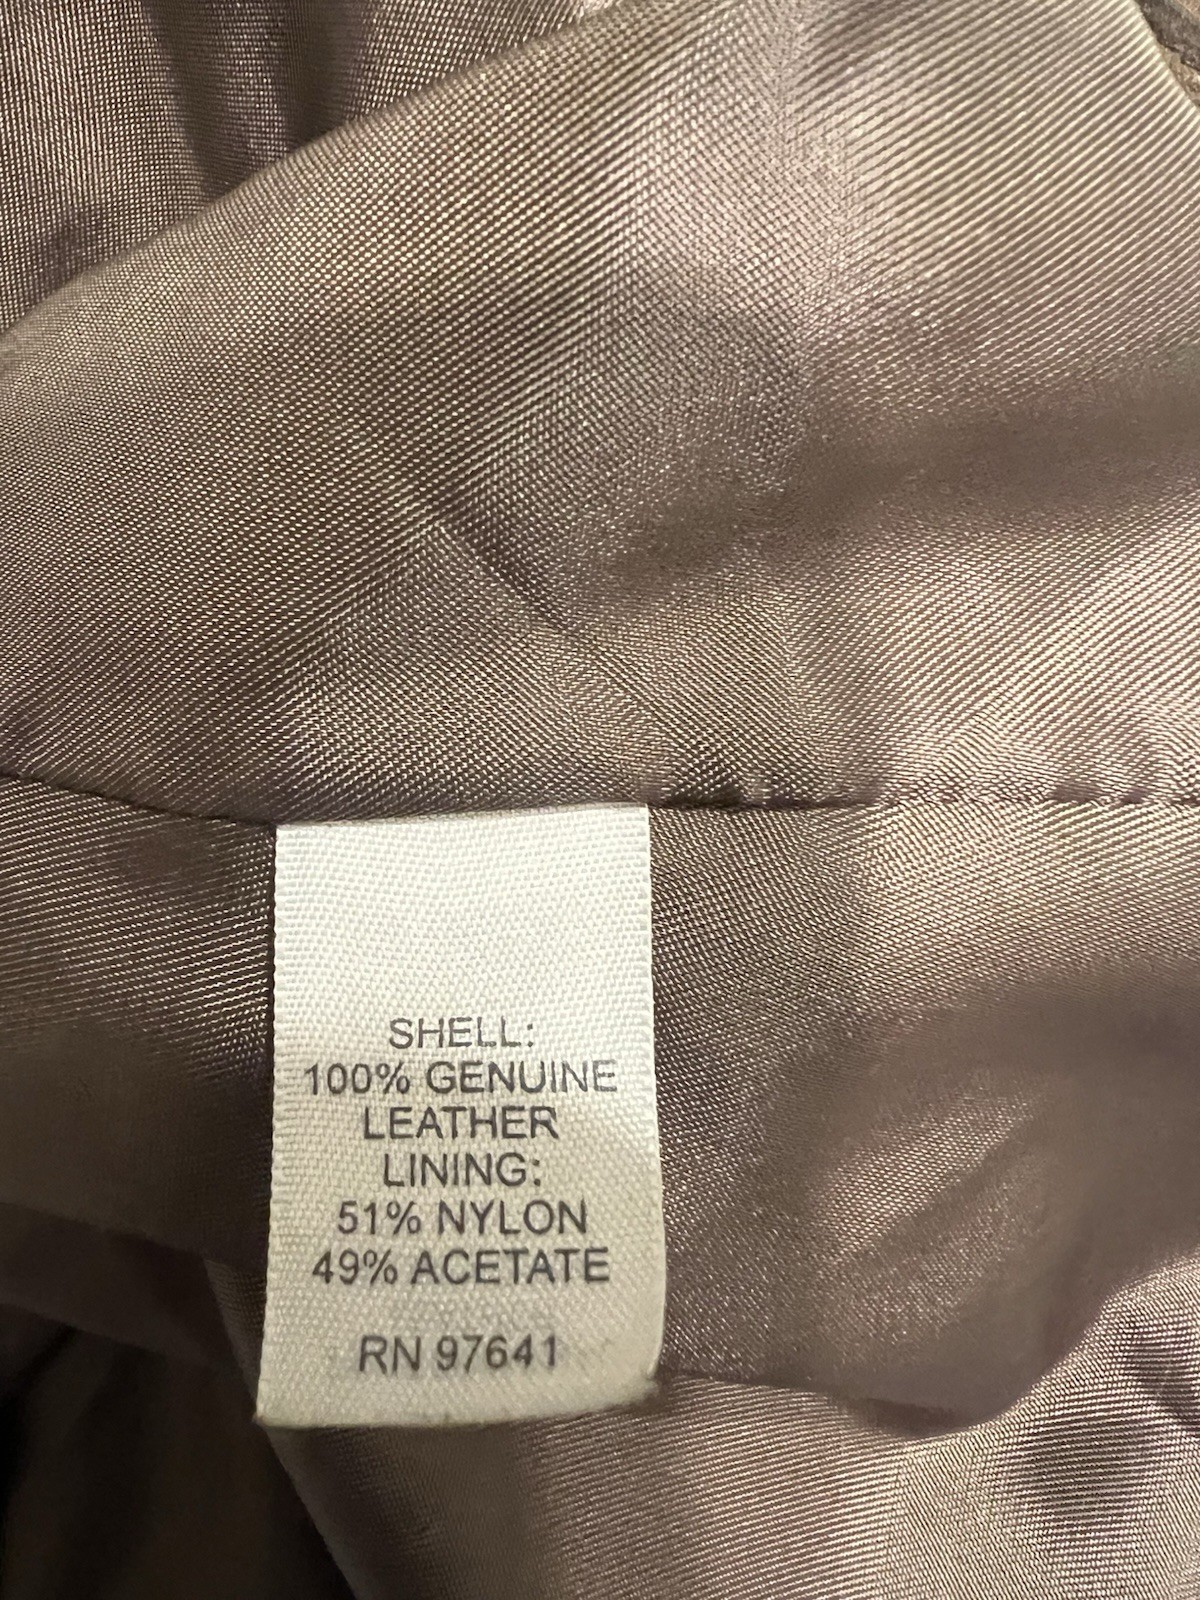 SHELL:
100% GENUINE
LEATHER
LINING:
51% NYLON
49% ACETATE
RN 97641